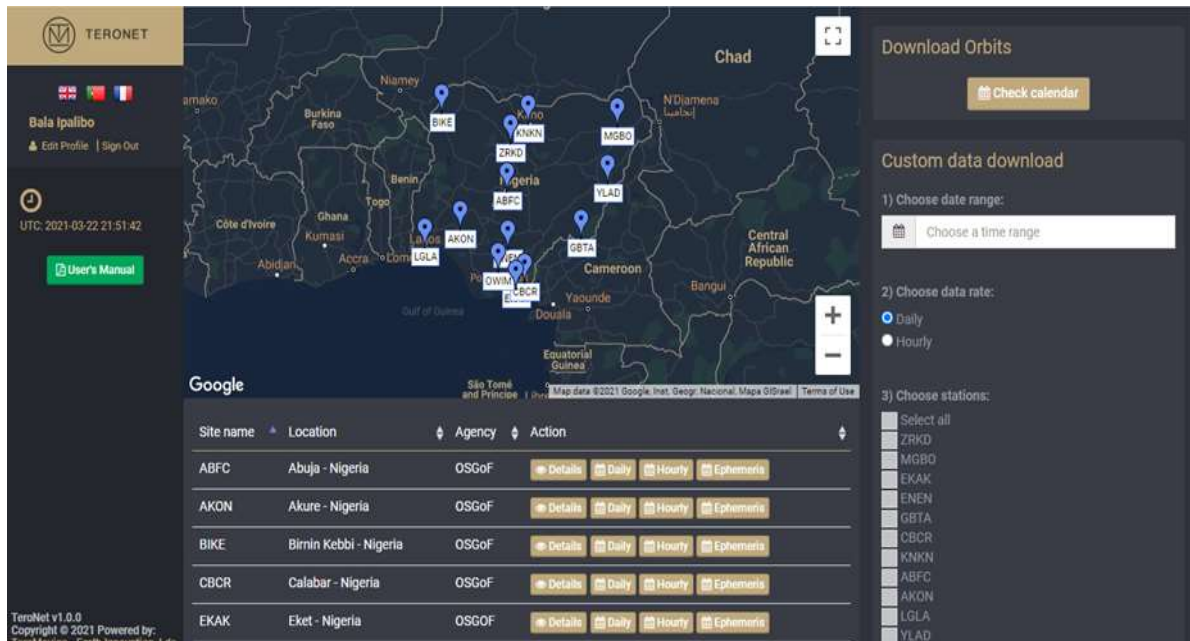 TERONET
Bala Ipalibo
Edit Profile | Sign Out
UTC: 2021-03-22 21:51:42
User's Manual
TeroNet v1.0.0
Copyright © 2021 Powered by:
Chad
Niamey
amako
Burkina
Faso
N'Djamena
إنجامينا
BIKE
KNKN
MGBO
ZRKD
Benin
Togo
YLAD
ABFC
Côte d'Ivoire
Ghana
Kumasi
AKON
LGLA
GBTA
Central
African
Republic
Abidjan
Accra
Cameroon
OWIM
CBCR
Bangui
Gulf of Guinea
Yaounde
Douala
Equatorial
Guinea
Google
São Tomé
and Príncipe
Map data ©2021 Google, Inst. Geogr. Nacional, Mapa GISrael
Terms of Use
Site name Location Agency Action
ABFC Abuja - Nigeria OSGoF Details Daily Hourly Ephemeris
AKON Akure - Nigeria OSGoF Details Daily Hourly Ephemeris
BIKE Birnin Kebbi - Nigeria OSGoF Details Daily Hourly Ephemeris
CBCR Calabar - Nigeria OSGoF Details Daily Hourly Ephemeris
EKAK Eket - Nigeria OSGOF Details Daily Hourly Ephemeris
Download Orbits
Check calendar
Custom data download
1) Choose date range:
Choose a time range
2) Choose data rate:
Daily
Hourly
3) Choose stations:
Select all
ZRKD
MGBO
EKAK
ENEN
GBTA
CBCR
KNKN
ABFC
AKON
LGLA
YLAD